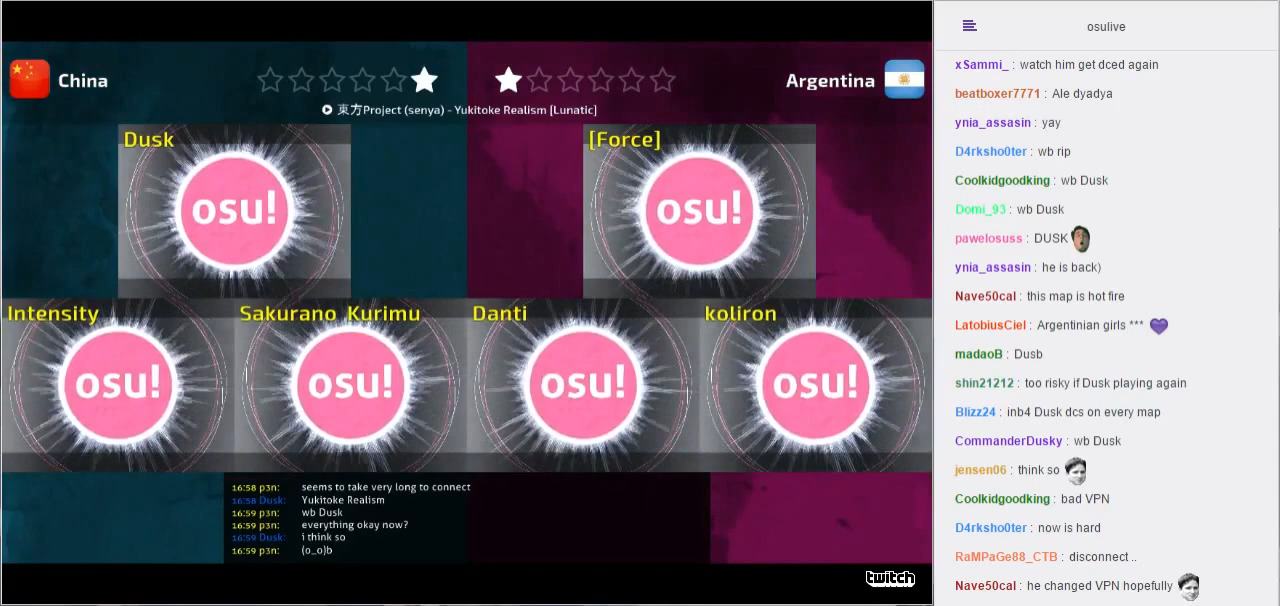 China
Argentina
東方Project (senya) - Yukitoke Realism [Lunatic]
Dusk
[Force]
osu!
osu!
Intensity
Sakurano Kurimu
Danti
koliron
osu!
osu!
osu!
osu!
16:58 p3n: seems to take very long to connect
16:58 Dusk: Yukitoke Realism
16:59 p3n: wb Dusk
16:59 p3n: everything okay now?
16:59 Dusk: i think so
16:59 p3n: (o_o)b
twitch
osulive
xSammi_ : watch him get dced again
beatboxer7771 : Ale dyadya
ynia_assasin : yay
D4rksho0ter : wb rip
Coolkidgoodking : wb Dusk
Domi_93 : wb Dusk
pawelosuss : DUSK
ynia_assasin : he is back)
Nave50cal : this map is hot fire
LatobiusCiel : Argentinian girls ***
madaoB : Dusb
shin21212 : too risky if Dusk playing again
Blizz24 : inb4 Dusk dcs on every map
CommanderDusky : wb Dusk
jensen06 : think so
Coolkidgoodking : bad VPN
D4rksho0ter : now is hard
RaMPaGe88_CTB : disconnect ..
Nave50cal : he changed VPN hopefully